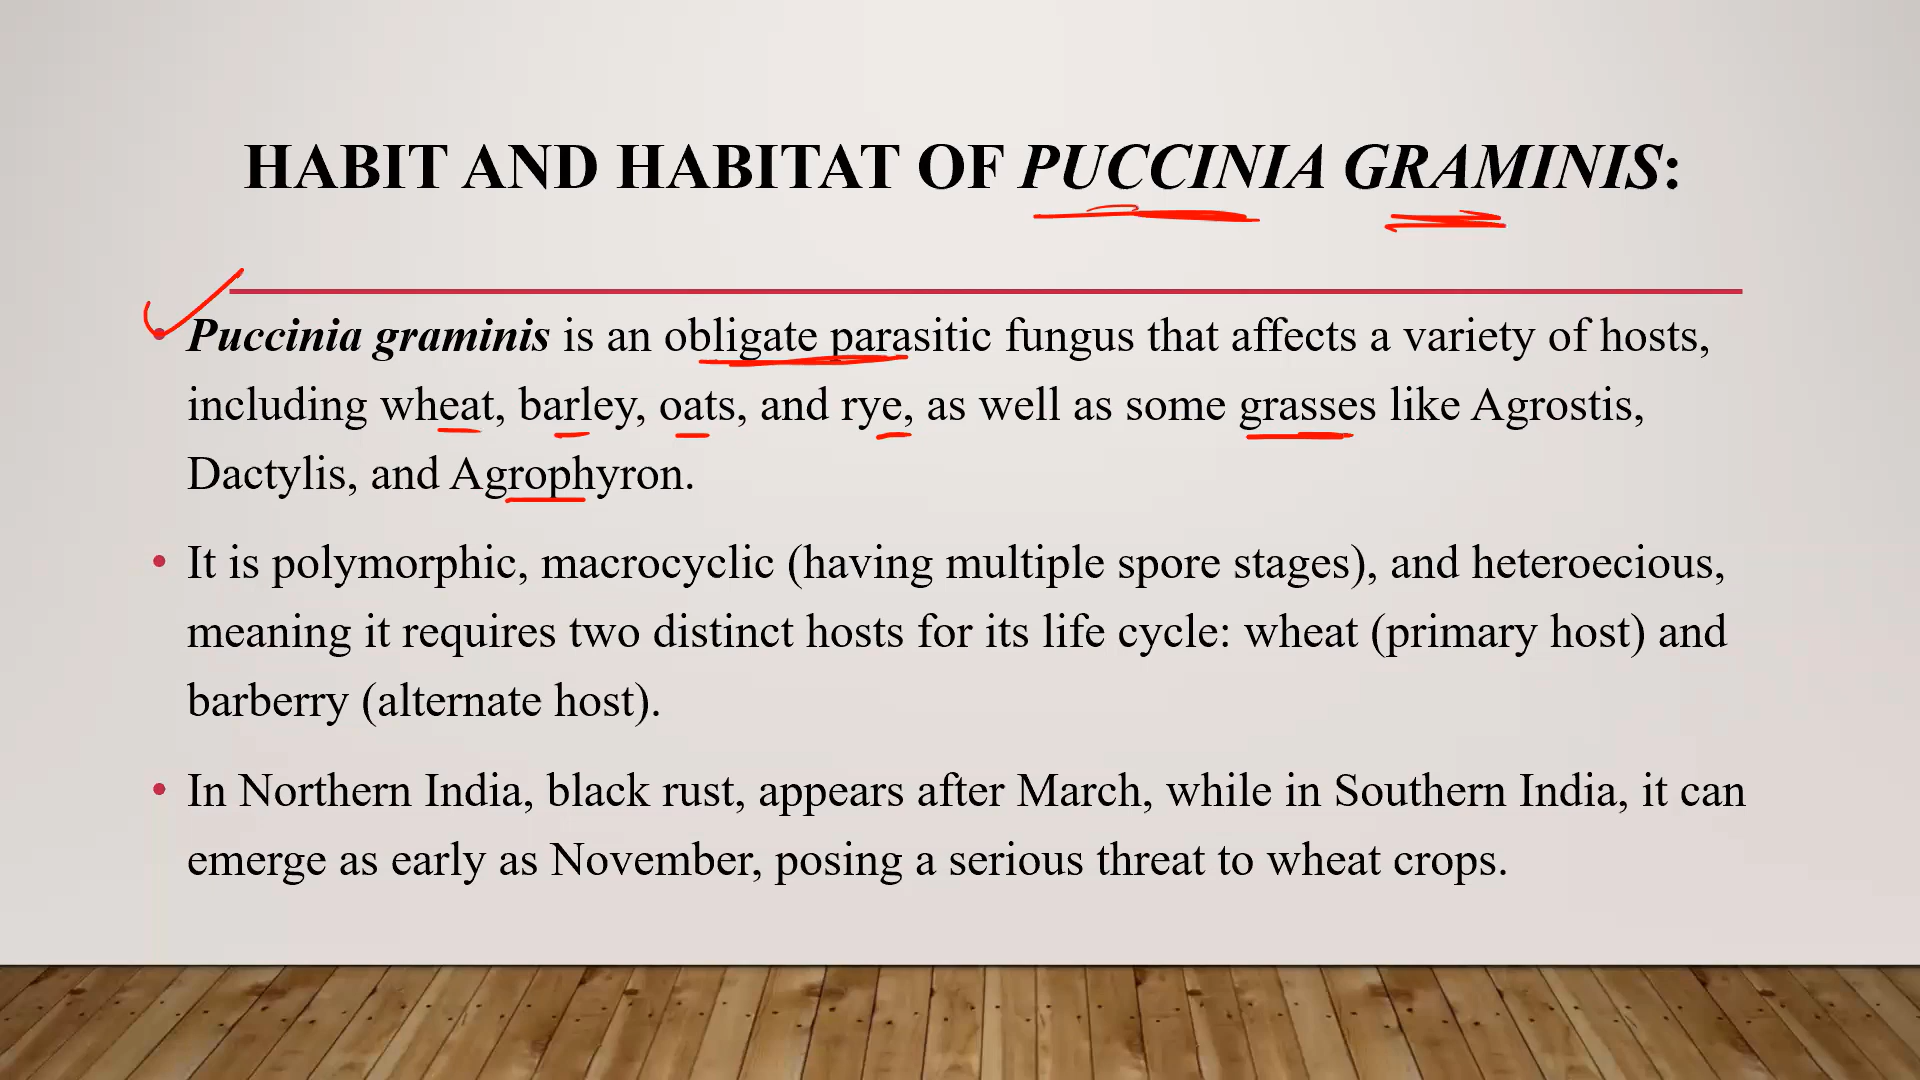 HABIT AND HABITAT OF PUCCINIA GRAMINIS:
• Puccinia graminis is an obligate parasitic fungus that affects a variety of hosts,
including wheat, barley, oats, and rye, as well as some grasses like Agrostis,
Dactylis, and Agrophyron.
• It is polymorphic, macrocyclic (having multiple spore stages), and heteroecious,
meaning it requires two distinct hosts for its life cycle: wheat (primary host) and
barberry (alternate host).
• In Northern India, black rust, appears after March, while in Southern India, it can
emerge as early as November, posing a serious threat to wheat crops.